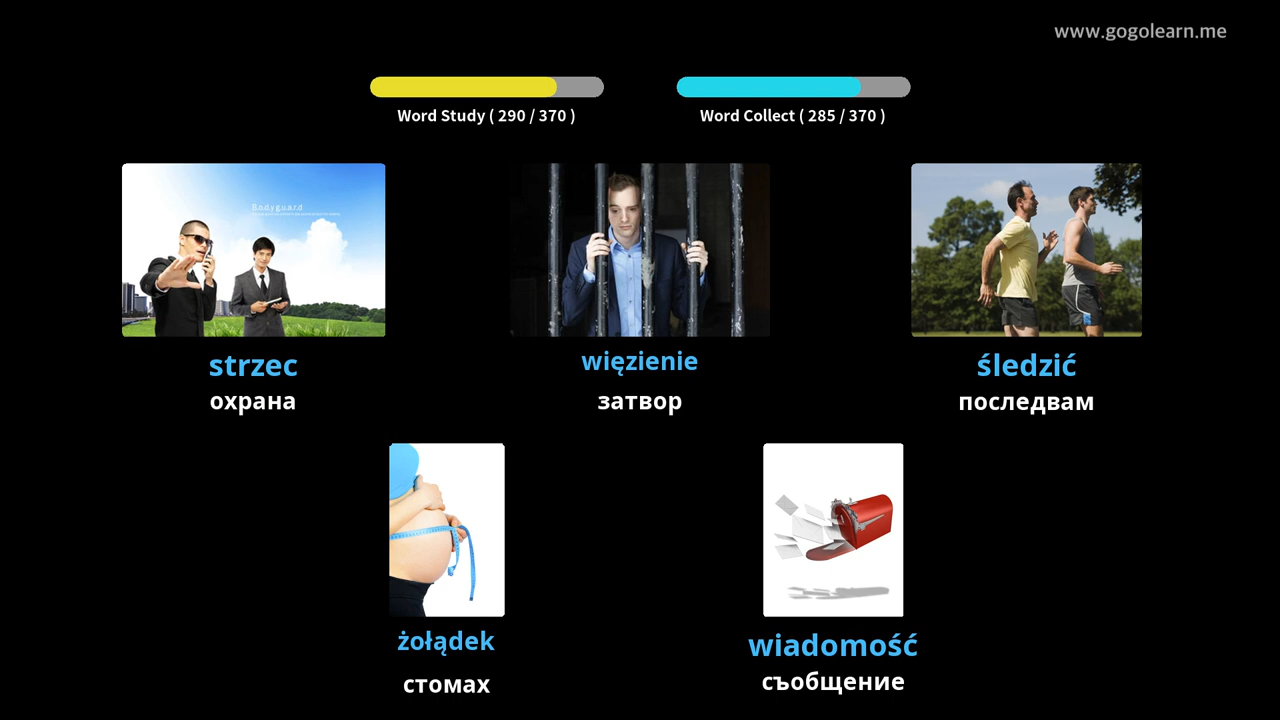 www.gogolearn.me
Word Study ( 290 / 370 )
Word Collect ( 285 / 370 )
Bodyguard
strzec
więzienie
śledzić
охрана
затвор
последвам
żołądek
wiadomość
стомах
съобщение